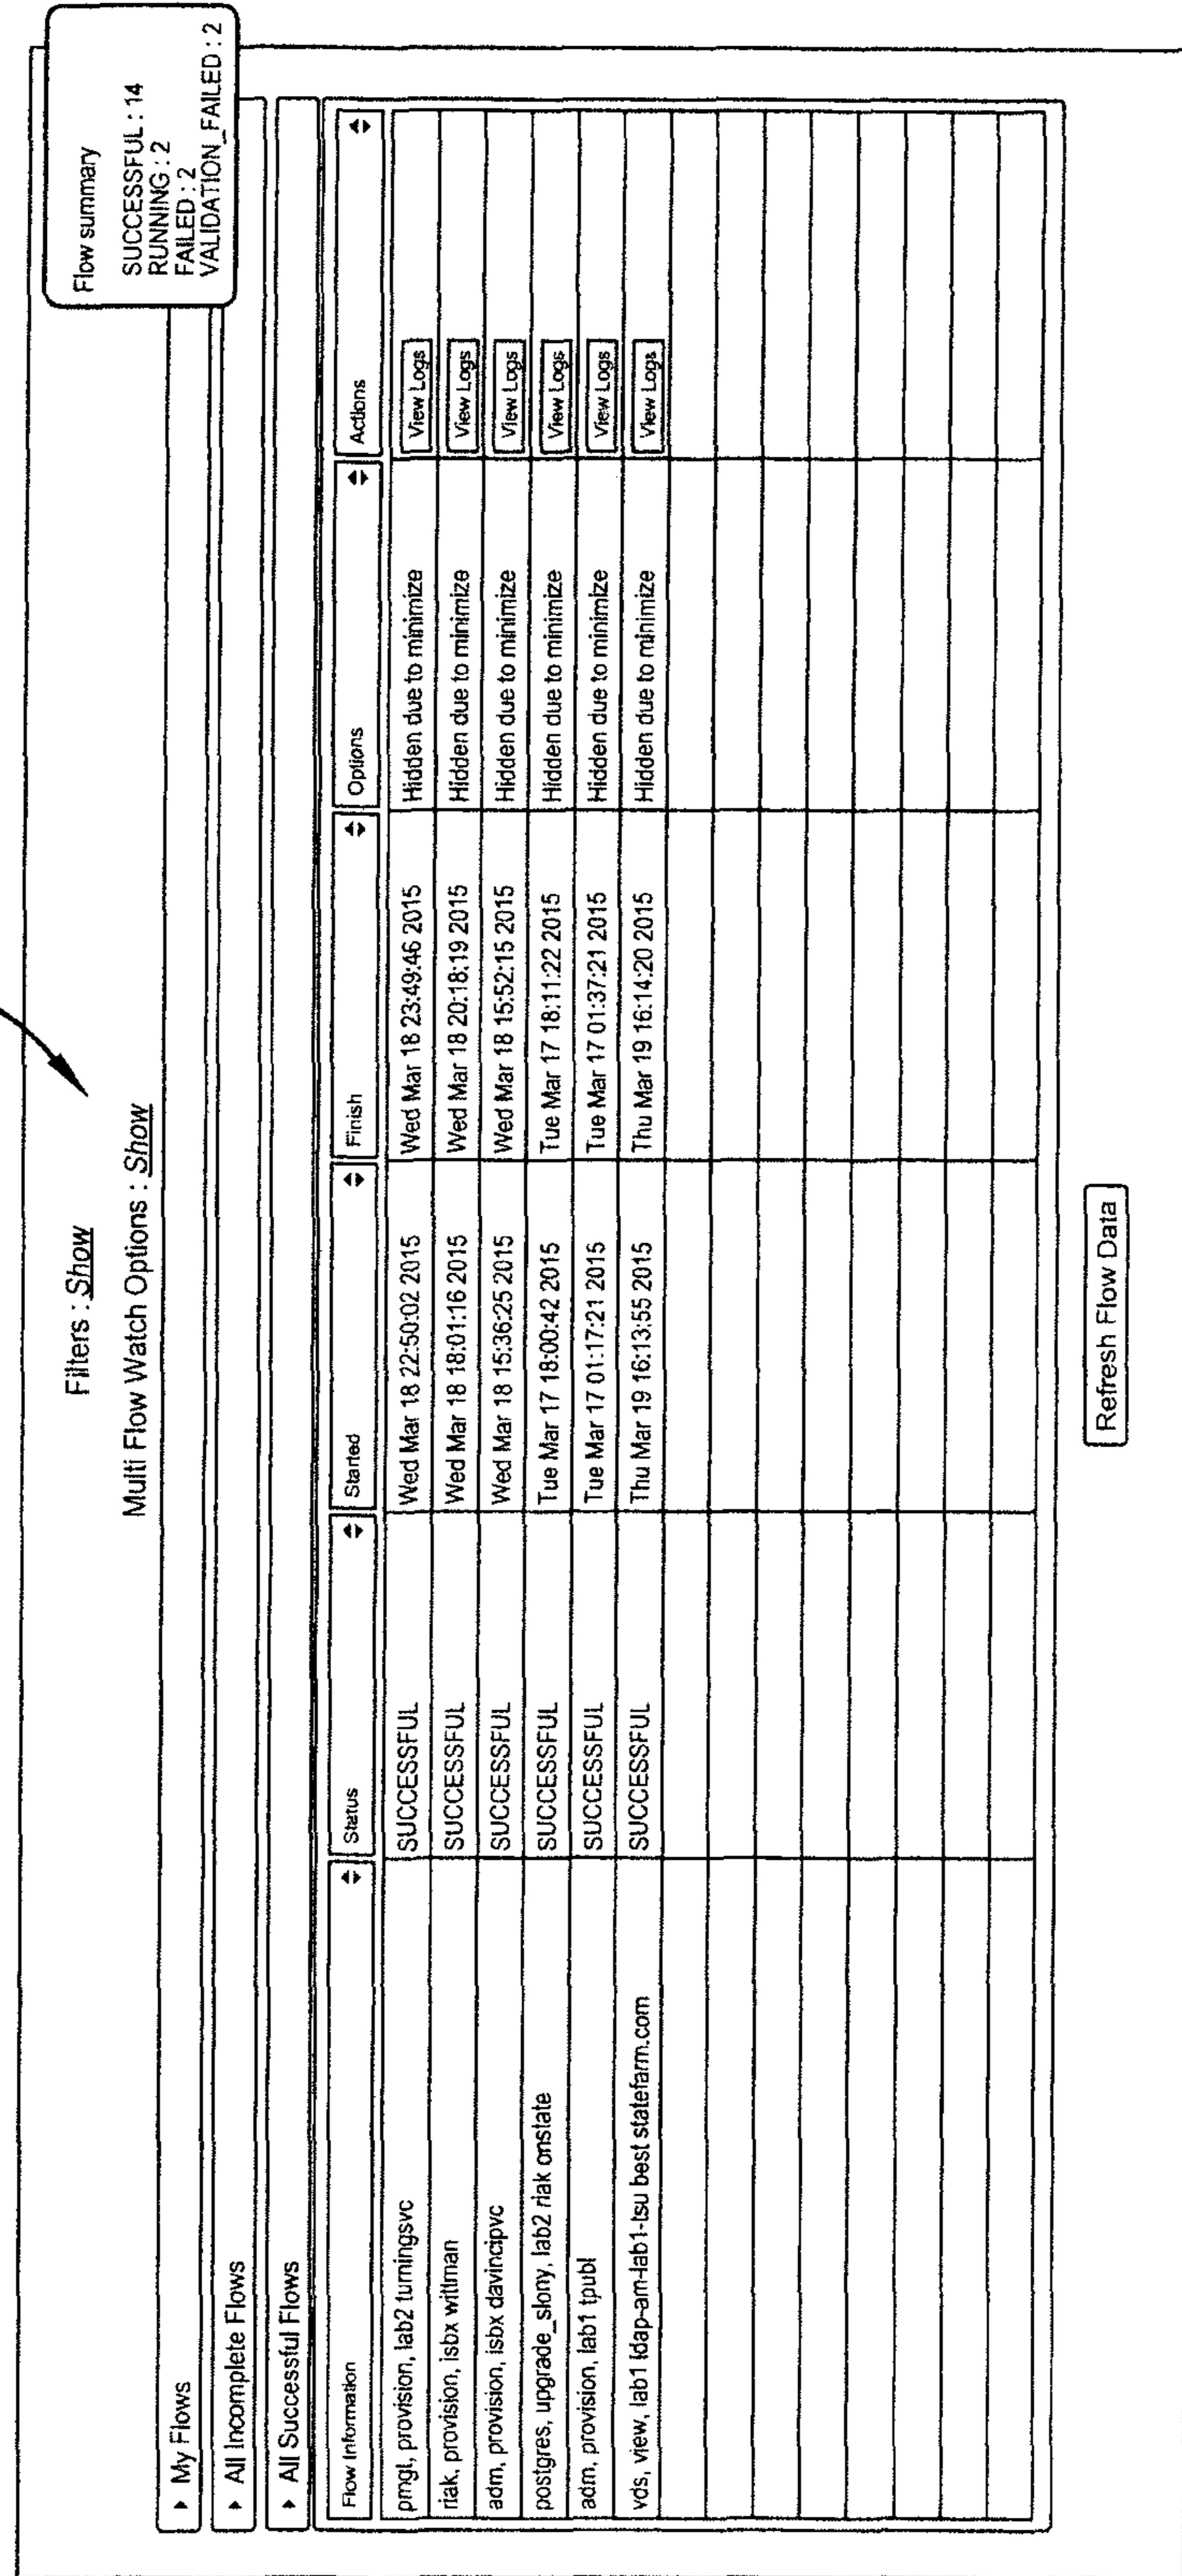 Flow summary
SUCCESSFUL : 14
RUNNING : 2
FAILED : 2
VALIDATION_FAILED : 2
Filters : Show
Multi Flow Watch Options : Show
My Flows
All Incomplete Flows
All Successful Flows
Flow Information Status Started Finish Options Actions
pmgt, provision, lab2 turningsvc SUCCESSFUL Wed Mar 18 22:50:02 2015 Wed Mar 18 23:49:46 2015 Hidden due to minimize View Logs
riak, provision, isbx wittman SUCCESSFUL Wed Mar 18 18:01:16 2015 Wed Mar 18 20:18:19 2015 Hidden due to minimize View Logs
adm, provision, isbx davincipvc SUCCESSFUL Wed Mar 18 15:36:25 2015 Wed Mar 18 15:52:15 2015 Hidden due to minimize View Logs
postgres, upgrade_slony, lab2 riak onstate SUCCESSFUL Tue Mar 17 18:00:42 2015 Tue Mar 17 18:11:22 2015 Hidden due to minimize View Logs
adm, provision, lab1 tpubl SUCCESSFUL Tue Mar 17 01:17:21 2015 Tue Mar 17 01:37:21 2015 Hidden due to minimize View Logs
vds, view, lab1 ldap-am-lab1-tsu best statefarm.com SUCCESSFUL Thu Mar 19 16:13:55 2015 Thu Mar 19 16:14:20 2015 Hidden due to minimize View Logs
Refresh Flow Data